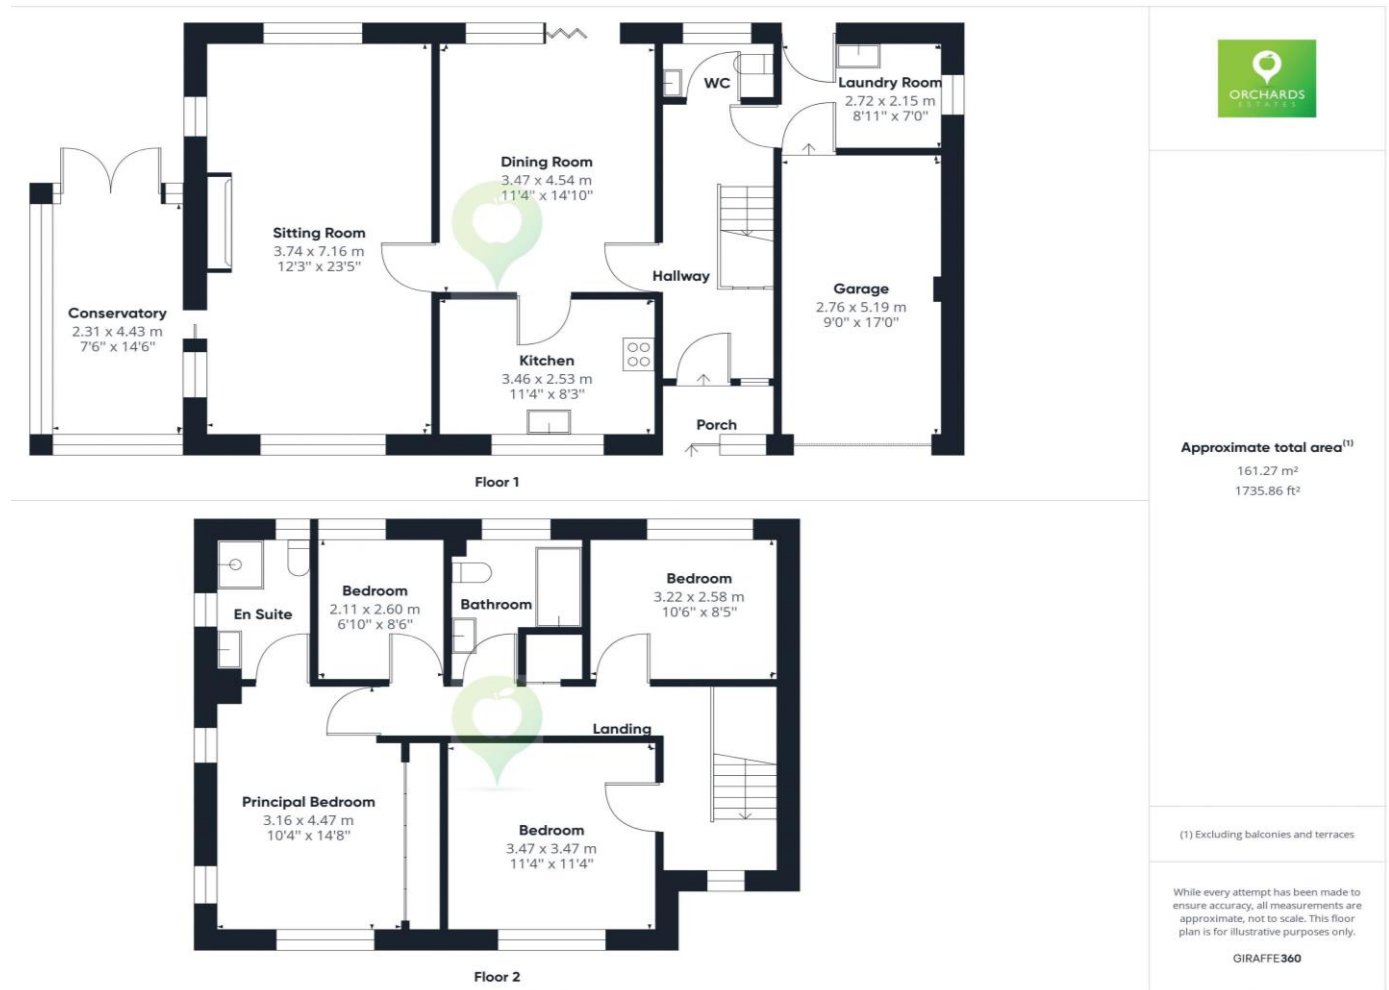 WC
Laundry Room
2.72 x 2.15 m
8'11" x 7'0"
Dining Room
3.47 x 4.54 m
11'4" x 14'10"
Sitting Room
3.74 x 7.16 m
12'3" x 23'5"
Hallway
Garage
2.76 x 5.19 m
9'0" x 17'0"
Conservatory
2.31 x 4.43 m
7'6" x 14'6"
Kitchen
3.46 x 2.53 m
11'4" x 8'3"
Porch
Floor 1
En Suite
Bedroom
2.11 x 2.60 m
6'10" x 8'6"
Bathroom
Bedroom
3.22 x 2.58 m
10'6" x 8'5"
Landing
Principal Bedroom
3.16 x 4.47 m
10'4" x 14'8"
Bedroom
3.47 x 3.47 m
11'4" x 11'4"
Floor 2
ORCHARDS
ESTATES
Approximate total area(1)
161.27 m²
1735.86 ft²
(1) Excluding balconies and terraces
While every attempt has been made to
ensure accuracy, all measurements are
approximate, not to scale. This floor
plan is for illustrative purposes only.
GIRAFFE360